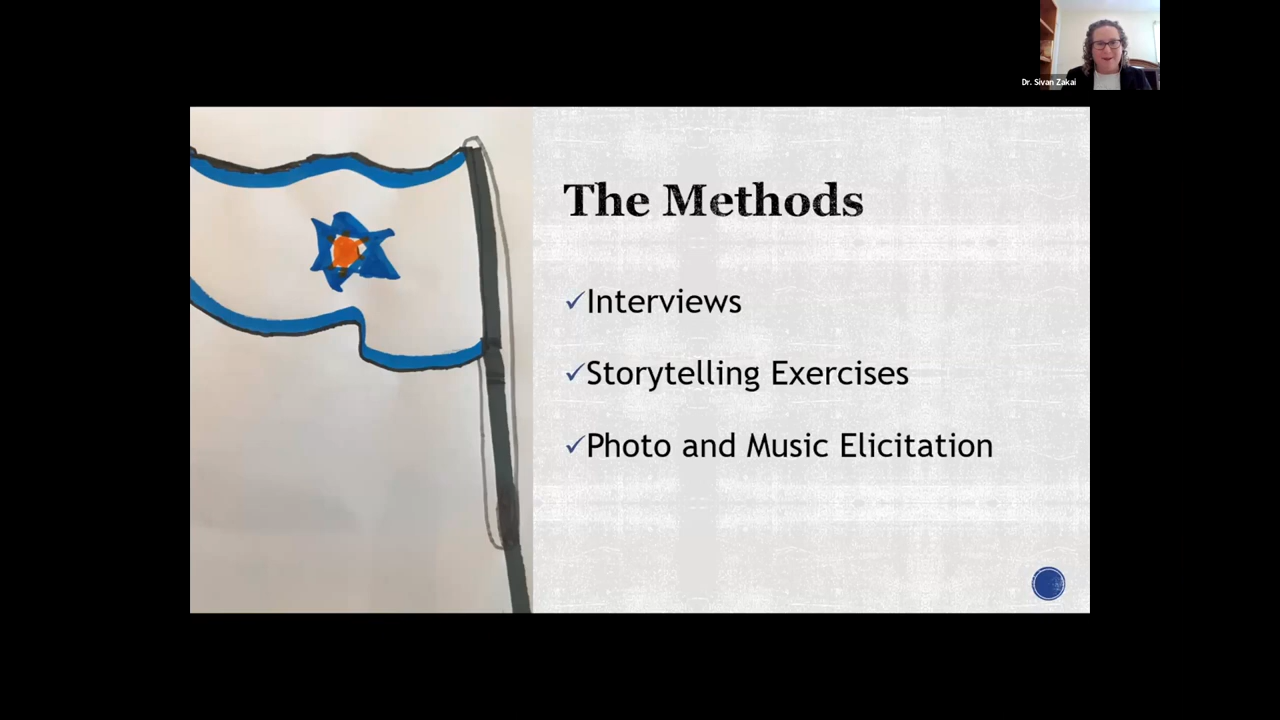 Dr. Sivan Zakai
The Methods
✓Interviews
✓Storytelling Exercises
✓Photo and Music Elicitation